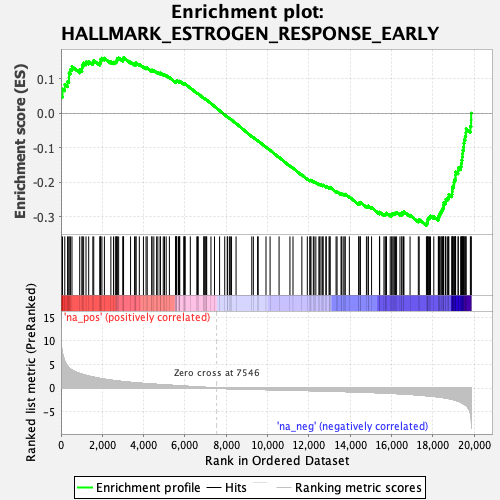 Enrichment plot:
HALLMARK_ESTROGEN_RESPONSE_EARLY
Enrichment score (ES)
0.1
0.0
-0.1
-0.2
-0.3
'na_pos' (positively correlated)
Ranked list metric (PreRanked)
15
10
5
0
-5
Zero cross at 7546
'na_neg' (negatively correlated)
0
2,000
4,000
6,000
8,000
10,000
12,000
14,000
16,000
18,000
20,000
Rank in Ordered Dataset
Enrichment profile
Hits
Ranking metric scores